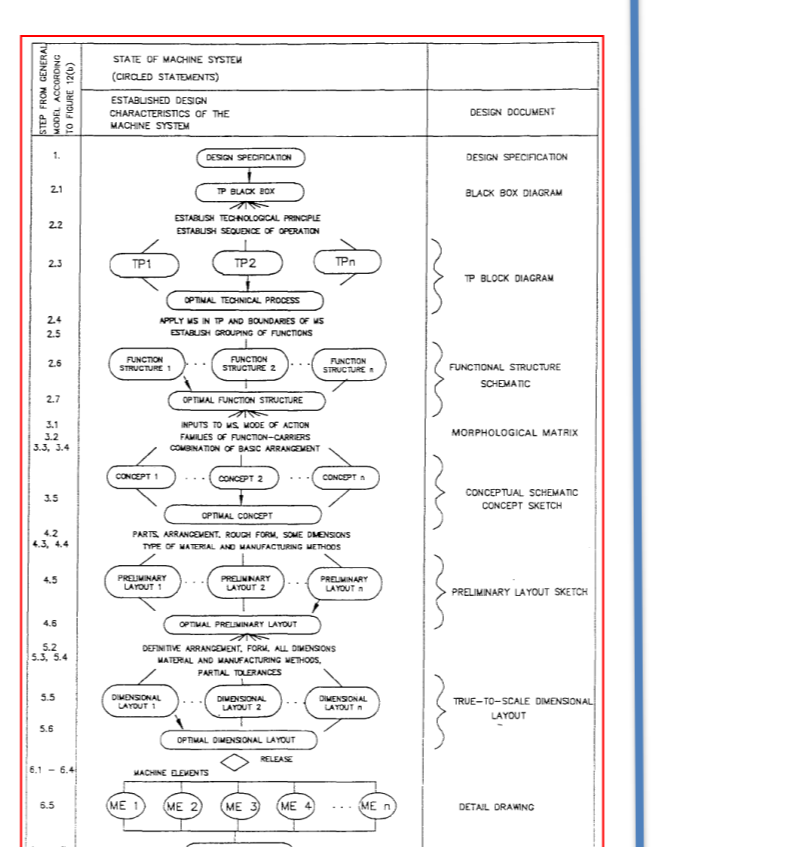 STEP FROM GENERAL
MODEL ACCORDING
TO FIGURE 12(b)
STATE OF MACHINE SYSTEM
(CIRCLED STATEMENTS)
ESTABLISHED DESIGN
CHARACTERISTICS OF THE
MACHINE SYSTEM
DESIGN DOCUMENT
1. DESIGN SPECIFICATION DESIGN SPECIFICATION
2.1 TP BLACK BOX BLACK BOX DIAGRAM
2.2 ESTABLISH TECHNOLOGICAL PRINCIPLE
ESTABLISH SEQUENCE OF OPERATION
2.3 TP1 TP2 TPn
TP BLOCK DIAGRAM
OPTIMAL TECHNICAL PROCESS
2.4 APPLY MS IN TP AND BOUNDARIES OF MS
2.5 ESTABLISH GROUPING OF FUNCTIONS
2.6 FUNCTION STRUCTURE 1 . . . FUNCTION STRUCTURE 2 . . . FUNCTION STRUCTURE n
FUNCTIONAL STRUCTURE
SCHEMATIC
2.7 OPTIMAL FUNCTION STRUCTURE
3.1 INPUTS TO MS, MODE OF ACTION
3.2 FAMILIES OF FUNCTION-CARRIERS MORPHOLOGICAL MATRIX
3.3, 3.4 COMBINATION OF BASIC ARRANGEMENT
CONCEPT 1 . . . CONCEPT 2 . . . CONCEPT n
3.5 CONCEPTUAL SCHEMATIC
CONCEPT SKETCH
OPTIMAL CONCEPT
4.2 PARTS, ARRANGEMENT, ROUGH FORM, SOME DIMENSIONS
4.3, 4.4 TYPE OF MATERIAL AND MANUFACTURING METHODS
4.5 PRELIMINARY LAYOUT 1 . . . PRELIMINARY LAYOUT 2 . . . PRELIMINARY LAYOUT n
PRELIMINARY LAYOUT SKETCH
4.6 OPTIMAL PRELIMINARY LAYOUT
5.2 DEFINITIVE ARRANGEMENT, FORM, ALL DIMENSIONS
5.3, 5.4 MATERIAL AND MANUFACTURING METHODS,
PARTIAL TOLERANCES
5.5 DIMENSIONAL LAYOUT 1 . . . DIMENSIONAL LAYOUT 2 . . . DIMENSIONAL LAYOUT n
TRUE-TO-SCALE DIMENSIONAL
LAYOUT
5.6 OPTIMAL DIMENSIONAL LAYOUT
RELEASE
6.1 - 6.4 MACHINE ELEMENTS
6.5 ME 1 ME 2 ME 3 ME 4 . . . ME n DETAIL DRAWING